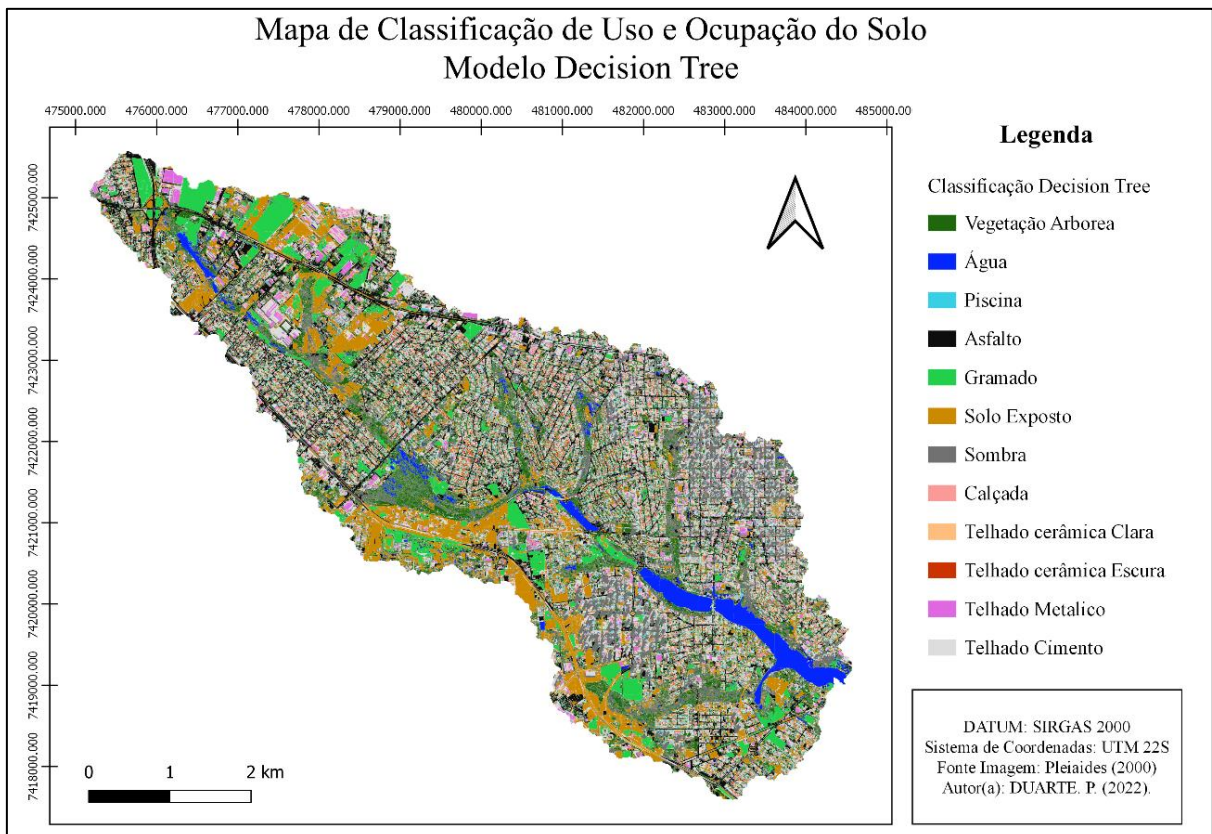 Mapa de Classificação de Uso e Ocupação do Solo
Modelo Decision Tree
475000.000 476000.000 477000.000 478000.000 479000.000 480000.000 481000.000 482000.000 483000.000 484000.000 485000.000
7425000.000
7424000.000
7423000.000
7422000.000
7421000.000
7420000.000
7419000.000
7418000.000
0 1 2 km
Legenda
Classificação Decision Tree
Vegetação Arborea
Água
Piscina
Asfalto
Gramado
Solo Exposto
Sombra
Calçada
Telhado cerâmica Clara
Telhado cerâmica Escura
Telhado Metalico
Telhado Cimento
DATUM: SIRGAS 2000
Sistema de Coordenadas: UTM 22S
Fonte Imagem: Pleiaides (2000)
Autor(a): DUARTE. P. (2022).